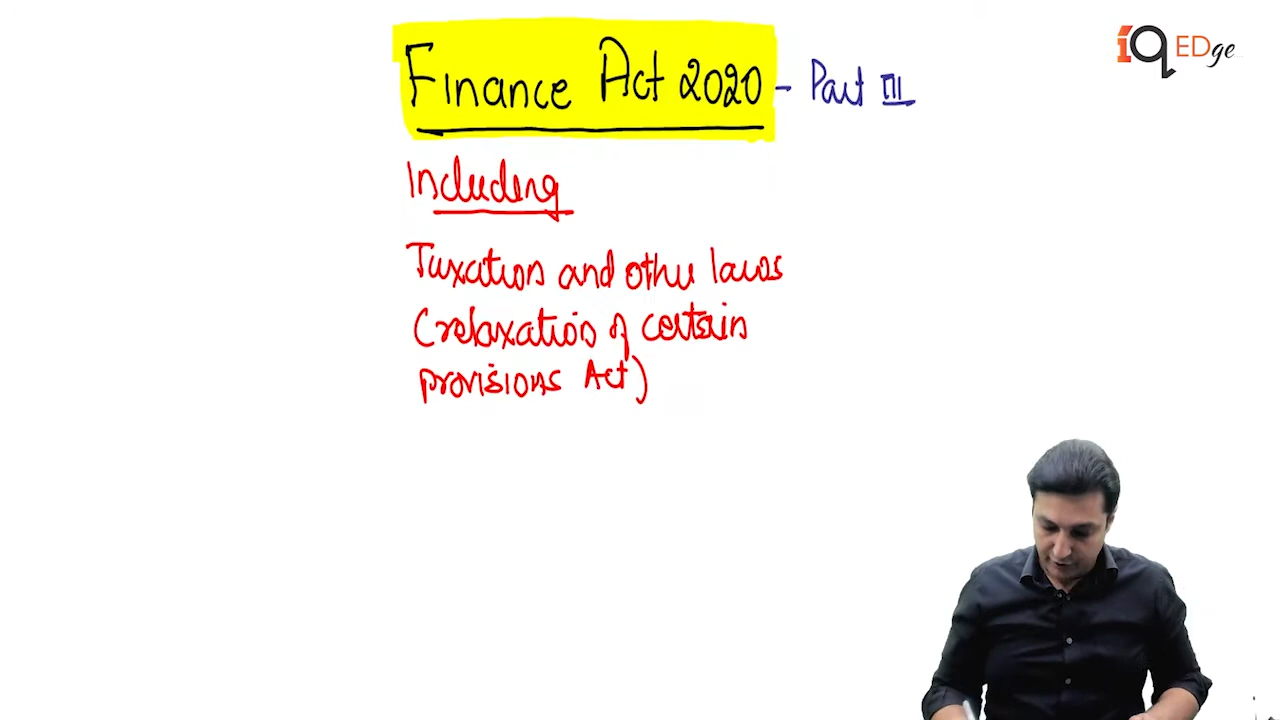 iQ EDge
Finance Act 2020 - Part III
Including
Taxation and other laws
(relaxation of certain
provisions Act)